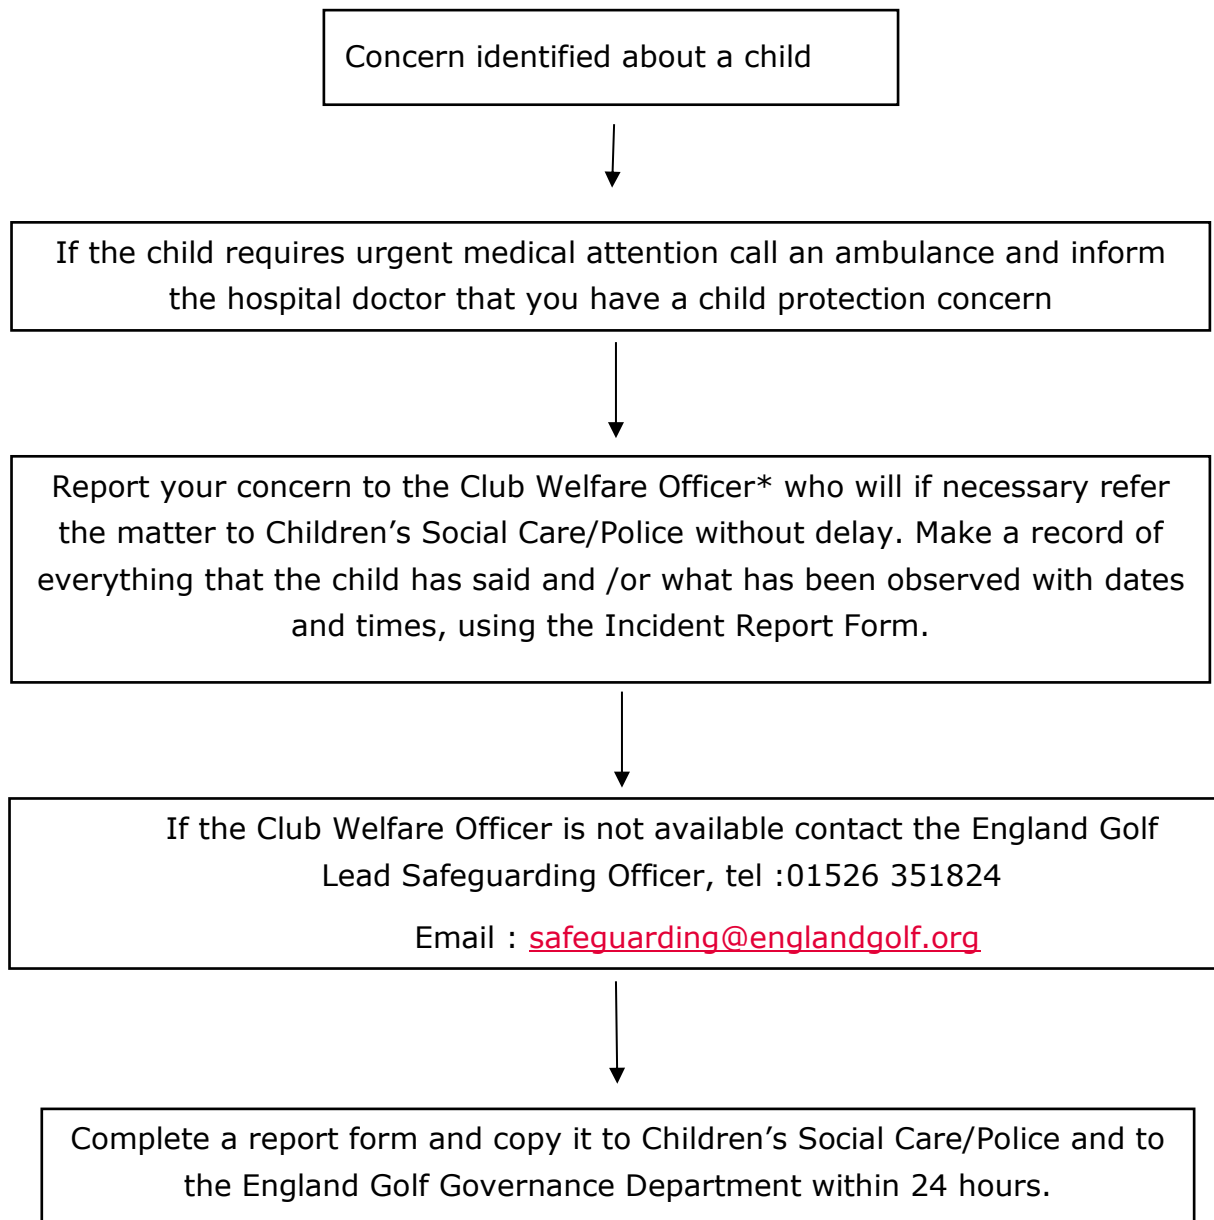 Concern identified about a child
If the child requires urgent medical attention call an ambulance and inform
the hospital doctor that you have a child protection concern
Report your concern to the Club Welfare Officer* who will if necessary refer
the matter to Children’s Social Care/Police without delay. Make a record of
everything that the child has said and /or what has been observed with dates
and times, using the Incident Report Form.
If the Club Welfare Officer is not available contact the England Golf
Lead Safeguarding Officer, tel :01526 351824
Email : safeguarding@englandgolf.org
Complete a report form and copy it to Children’s Social Care/Police and to
the England Golf Governance Department within 24 hours.